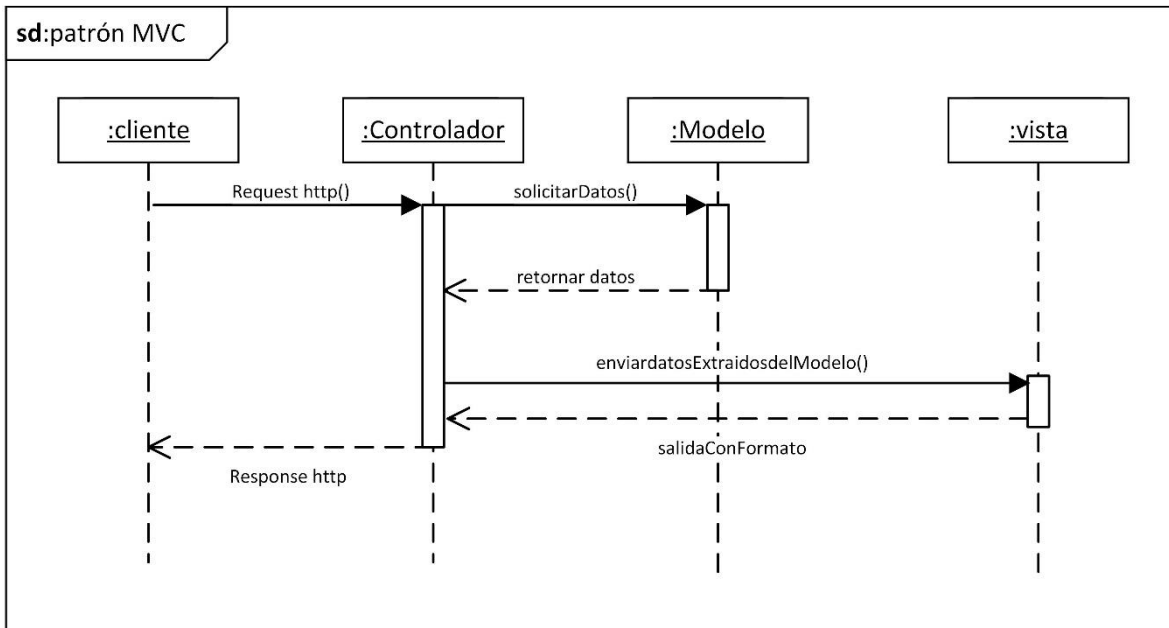 sd:patrón MVC
:cliente
:Controlador
:Modelo
:vista
Request http()
solicitarDatos()
retornar datos
enviardatosExtraidosdelModelo()
salidaConFormato
Response http